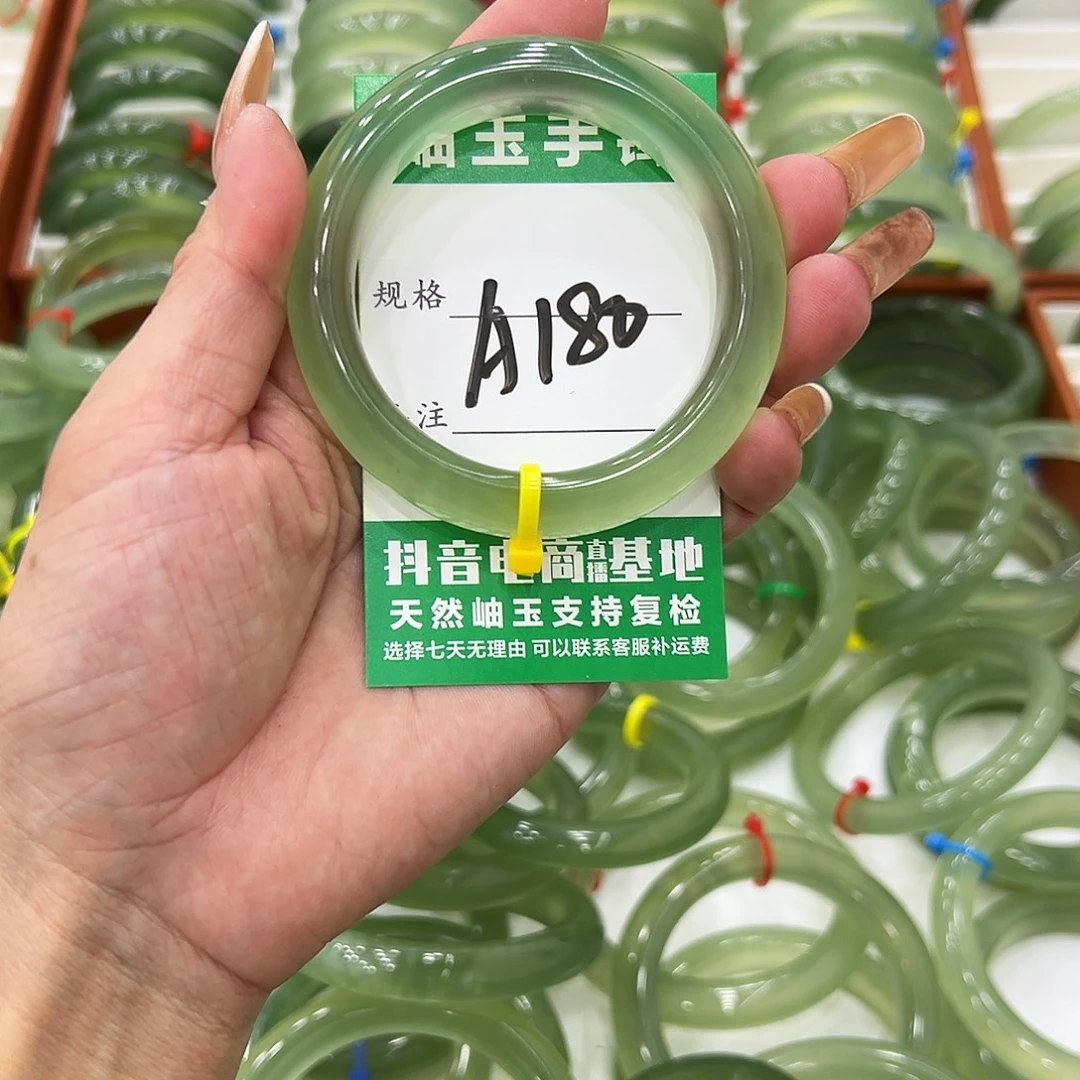 岫玉手镯
规格 A180
备注
抖音电商直播基地
天然岫玉支持复检
选择七天无理由 可以联系客服补运费